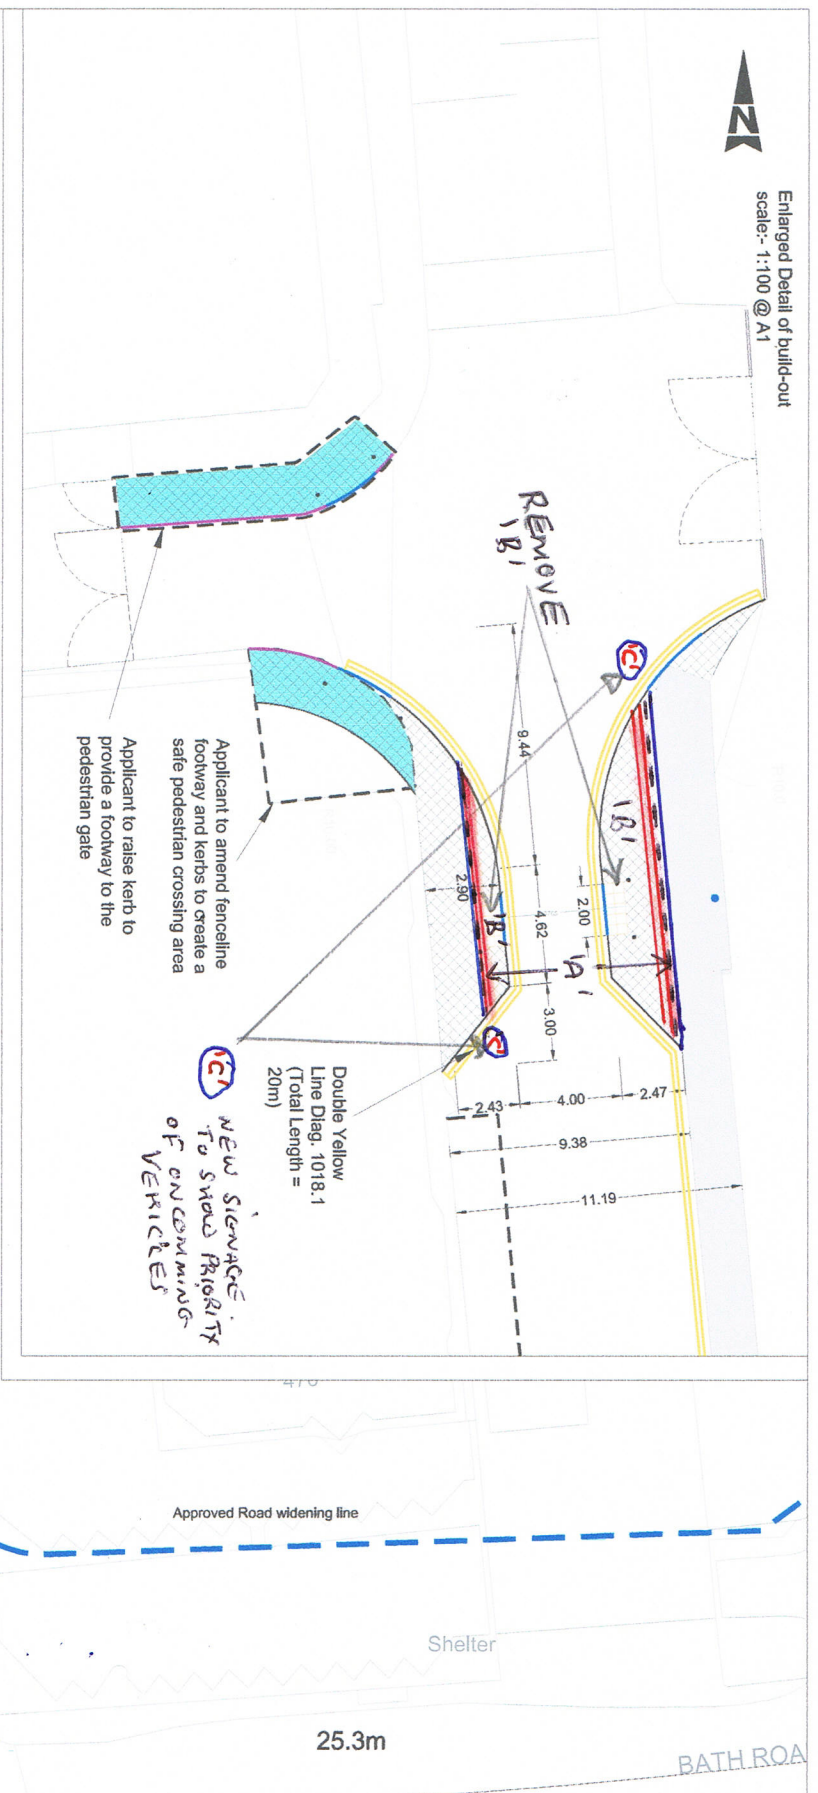 N
Enlarged Detail of build-out
scale:- 1:100 @ A1
REMOVE
'B'
'C'
'B'
'B'
'A'
9.44
2.00
4.62
2.90
3.00
2.43
4.00
2.47
9.38
11.19
'C'
Applicant to raise kerb to
provide a footway to the
pedestrian gate
Applicant to amend fenceline
footway and kerbs to create a
safe pedestrian crossing area
Double Yellow
Line Diag. 1018.1
(Total Length =
20m)
'C' NEW SIGNAGE.
TO SHOW PRIORITY
OF ONCOMMING
VEHICLES
Approved Road widening line
Shelter
25.3m
BATH ROA